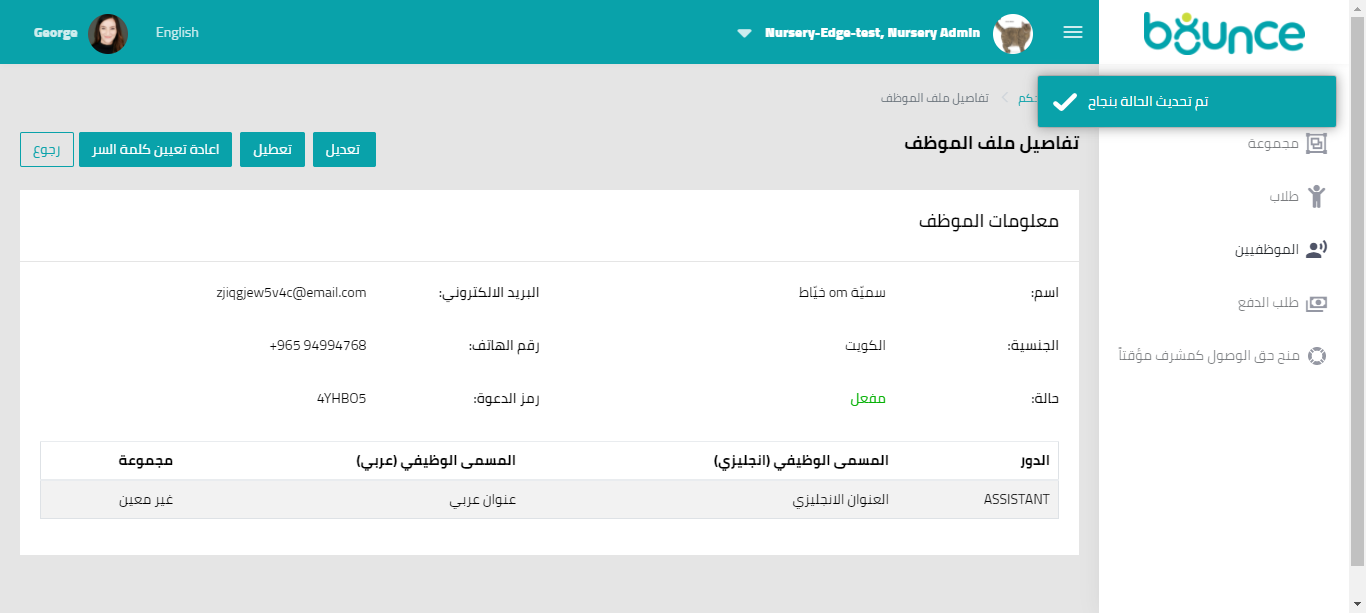 bounce
Nursery-Edge-test, Nursery Admin
English
George
تم تحديث الحالة بنجاح
تفاصيل ملف الموظف
تفاصيل ملف الموظف
تعديل
تعطيل
اعادة تعيين كلمة السر
رجوع
مجموعة
طلاب
الموظفيين
طلب الدفع
منح حق الوصول كمشرف مؤقتاً
معلومات الموظف
اسم: سميّة om خيّاط البريد الالكتروني: zjiqgjew5v4c@email.com
الجنسية: الكويت رقم الهاتف: +965 94994768
حالة: مفعل رمز الدعوة: 4YHBO5
الدور المسمى الوظيفي (انجليزي) المسمى الوظيفي (عربي) مجموعة
ASSISTANT العنوان الانجليزي عنوان عربي غير معين